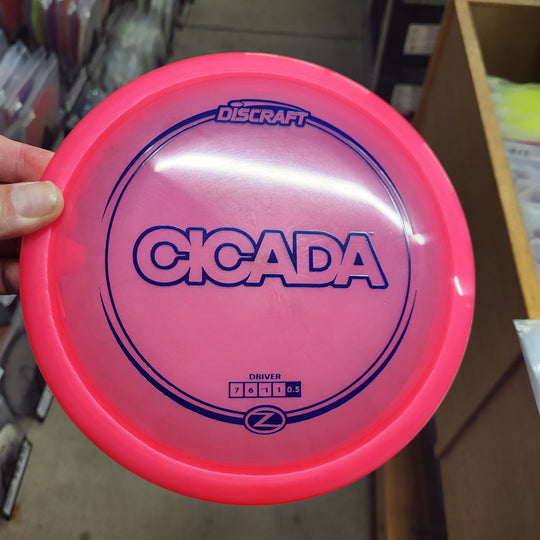 DISCRAFT
CICADA
DRIVER
7 6 -1 1 0.5
Z